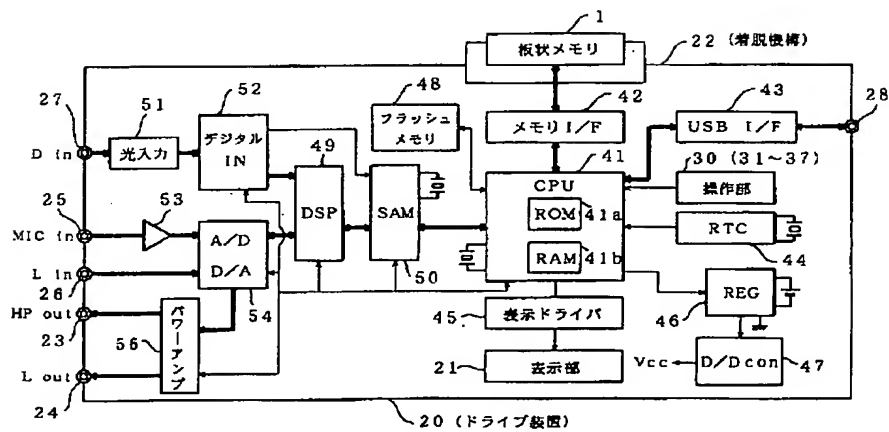 1
板状メモリ
22 (着脱機構)
27
51
52
48
42
43
28
フラッシュ
メモリ
メモリ I/F
USB I/F
D in
光入力
デジタル
IN
49
41
30 (31～37)
CPU
操作部
25
53
DSP
SAM
ROM
41a
MIC in
A/D
RTC
RAM
41b
44
L in
D/A
50
26
54
REG
HP out
パワーアンプ
45
表示ドライバ
46
23
56
L out
21
表示部
Vcc
D/Dcon
47
24
20 (ドライブ装置)